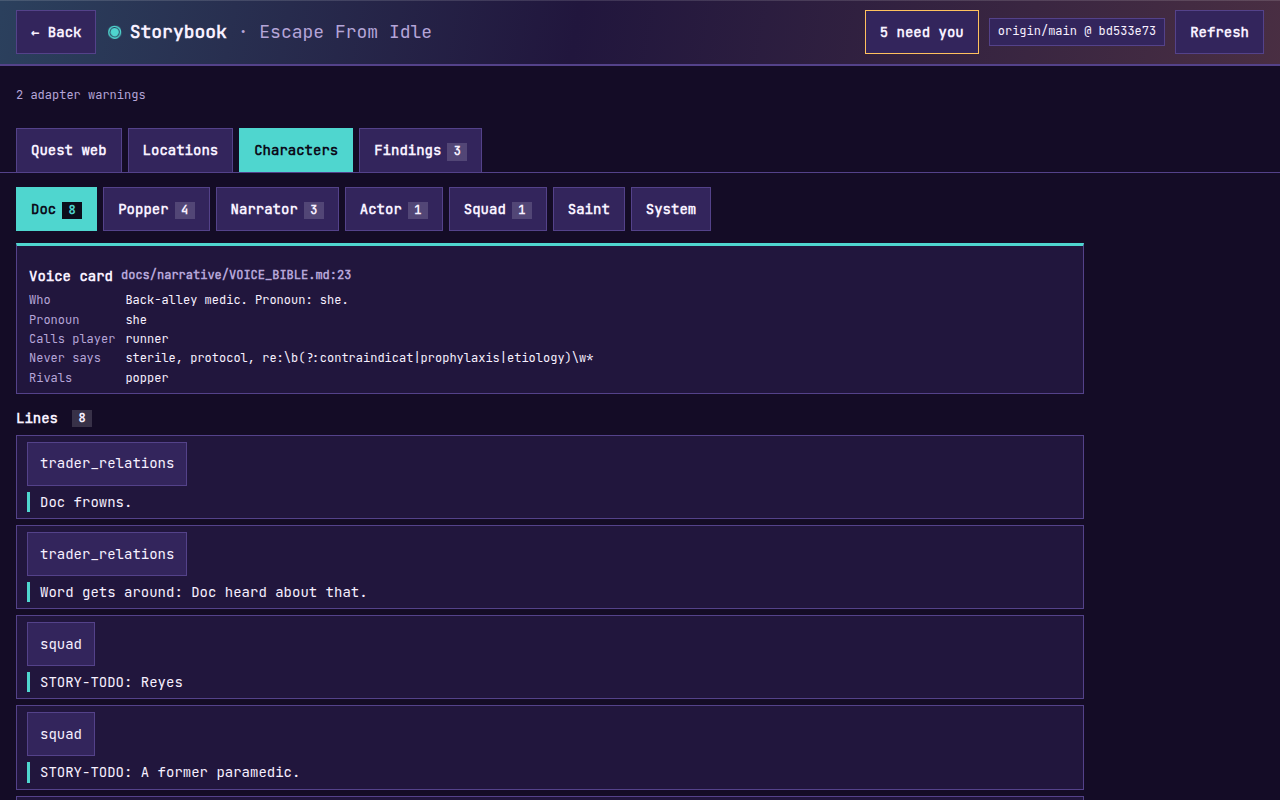 ← Back
Storybook · Escape From Idle
5 need you
origin/main @ bd533e73
Refresh
2 adapter warnings
Quest web
Locations
Characters
Findings 3
Doc 8
Popper 4
Narrator 3
Actor 1
Squad 1
Saint
System
Voice card docs/narrative/VOICE_BIBLE.md:23
Who Back-alley medic. Pronoun: she.
Pronoun she
Calls player runner
Never says sterile, protocol, re:\b(?:contraindicat|prophylaxis|etiology)\w*
Rivals popper
Lines 8
trader_relations
Doc frowns.
trader_relations
Word gets around: Doc heard about that.
squad
STORY-TODO: Reyes
squad
STORY-TODO: A former paramedic.